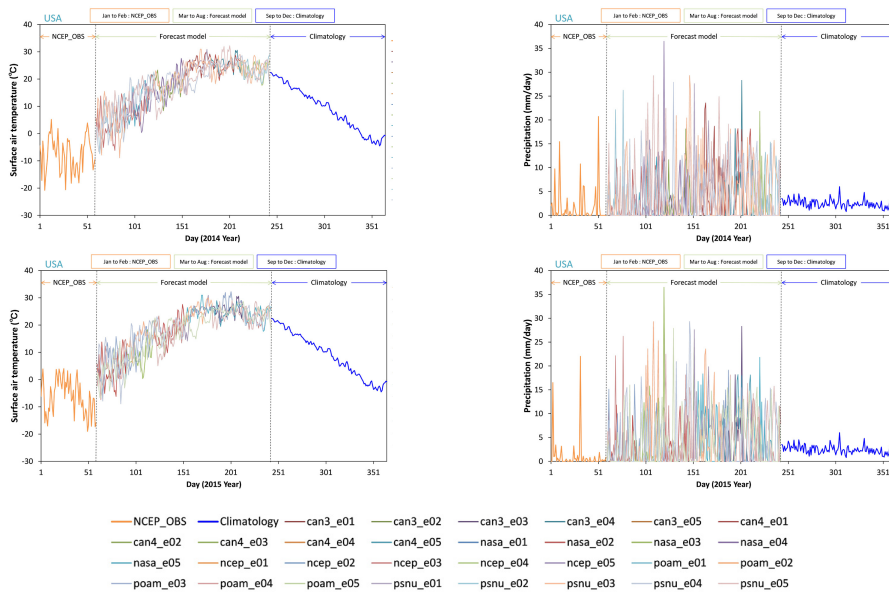 USA
Jan to Feb : NCEP_OBS
Mar to Aug : Forecast model
Sep to Dec : Climatology
NCEP_OBS
Forecast model
Climatology
Surface air temperature (°C)
40
30
20
10
0
-10
-20
-30
1 51 101 151 201 251 301 351
Day (2014 Year)
USA
Jan to Feb : NCEP_OBS
Mar to Aug : Forecast model
Sep to Dec : Climatology
NCEP_OBS
Forecast model
Climatology
Precipitation (mm/day)
40
35
30
25
20
15
10
5
0
1 51 101 151 201 251 301 351
Day (2014 Year)
USA
Jan to Feb : NCEP_OBS
Mar to Aug : Forecast model
Sep to Dec : Climatology
NCEP_OBS
Forecast model
Climatology
Surface air temperature (°C)
40
30
20
10
0
-10
-20
-30
1 51 101 151 201 251 301 351
Day (2015 Year)
USA
Jan to Feb : NCEP_OBS
Mar to Aug : Forecast model
Sep to Dec : Climatology
NCEP_OBS
Forecast model
Climatology
Precipitation (mm/day)
40
35
30
25
20
15
10
5
0
1 51 101 151 201 251 301 351
Day (2015 Year)
NCEP_OBS Climatology can3_e01 can3_e02 can3_e03 can3_e04 can3_e05 can4_e01
can4_e02 can4_e03 can4_e04 can4_e05 nasa_e01 nasa_e02 nasa_e03 nasa_e04
nasa_e05 ncep_e01 ncep_e02 ncep_e03 ncep_e04 ncep_e05 poam_e01 poam_e02
poam_e03 poam_e04 poam_e05 psnu_e01 psnu_e02 psnu_e03 psnu_e04 psnu_e05